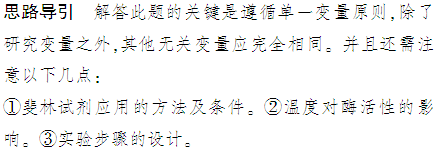 思路导引　解答此题的关键是遵循单一变量原则,除了
研究变量之外,其他无关变量应完全相同。并且还需注
意以下几点:
①斐林试剂应用的方法及条件。②温度对酶活性的影
响。③实验步骤的设计。